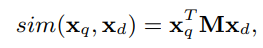 sim(x_q, x_d) = x_q^T M x_d,